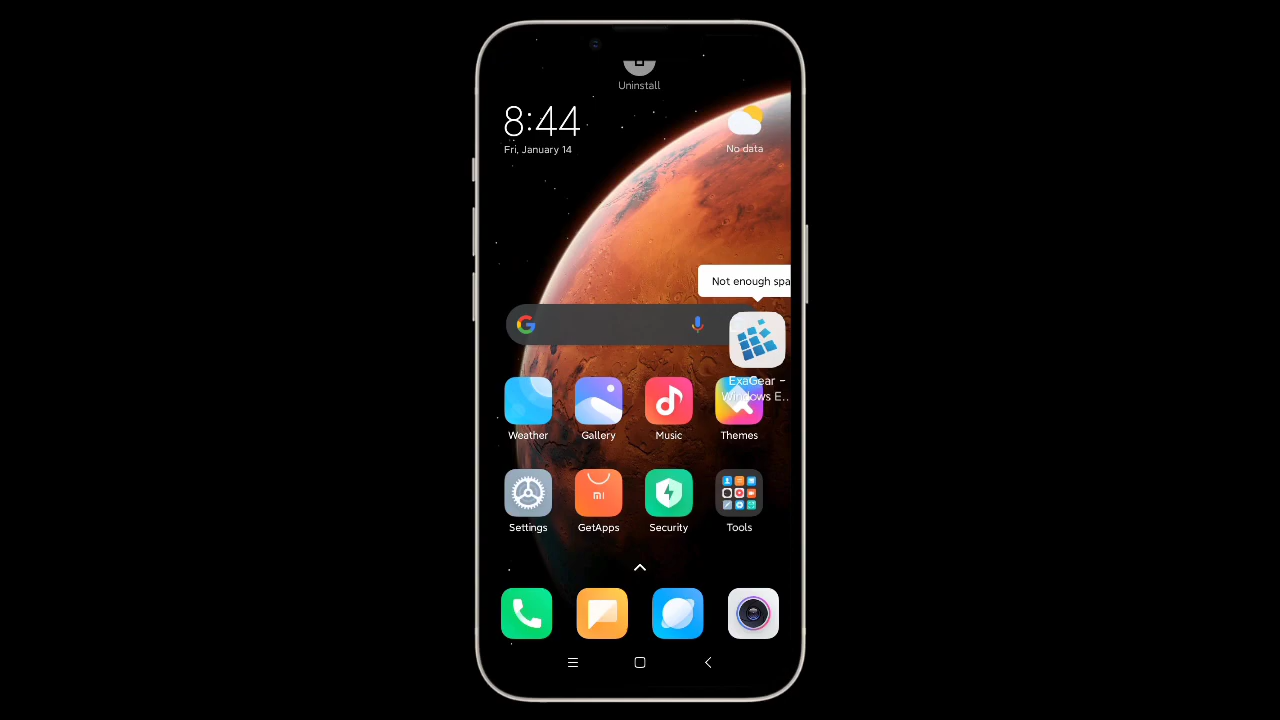 Uninstall
8:44
Fri, January 14
No data
Not enough spa
ExaGear –
Windows E..
Weather
Gallery
Music
Themes
mi
Settings
GetApps
Security
Tools